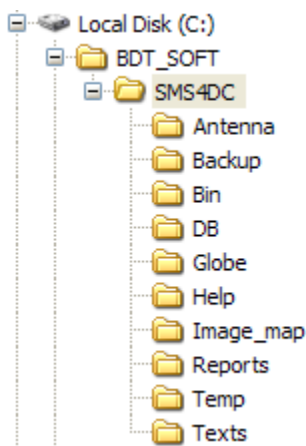 Local Disk (C:)
BDT_SOFT
SMS4DC
Antenna
Backup
Bin
DB
Globe
Help
Image_map
Reports
Temp
Texts